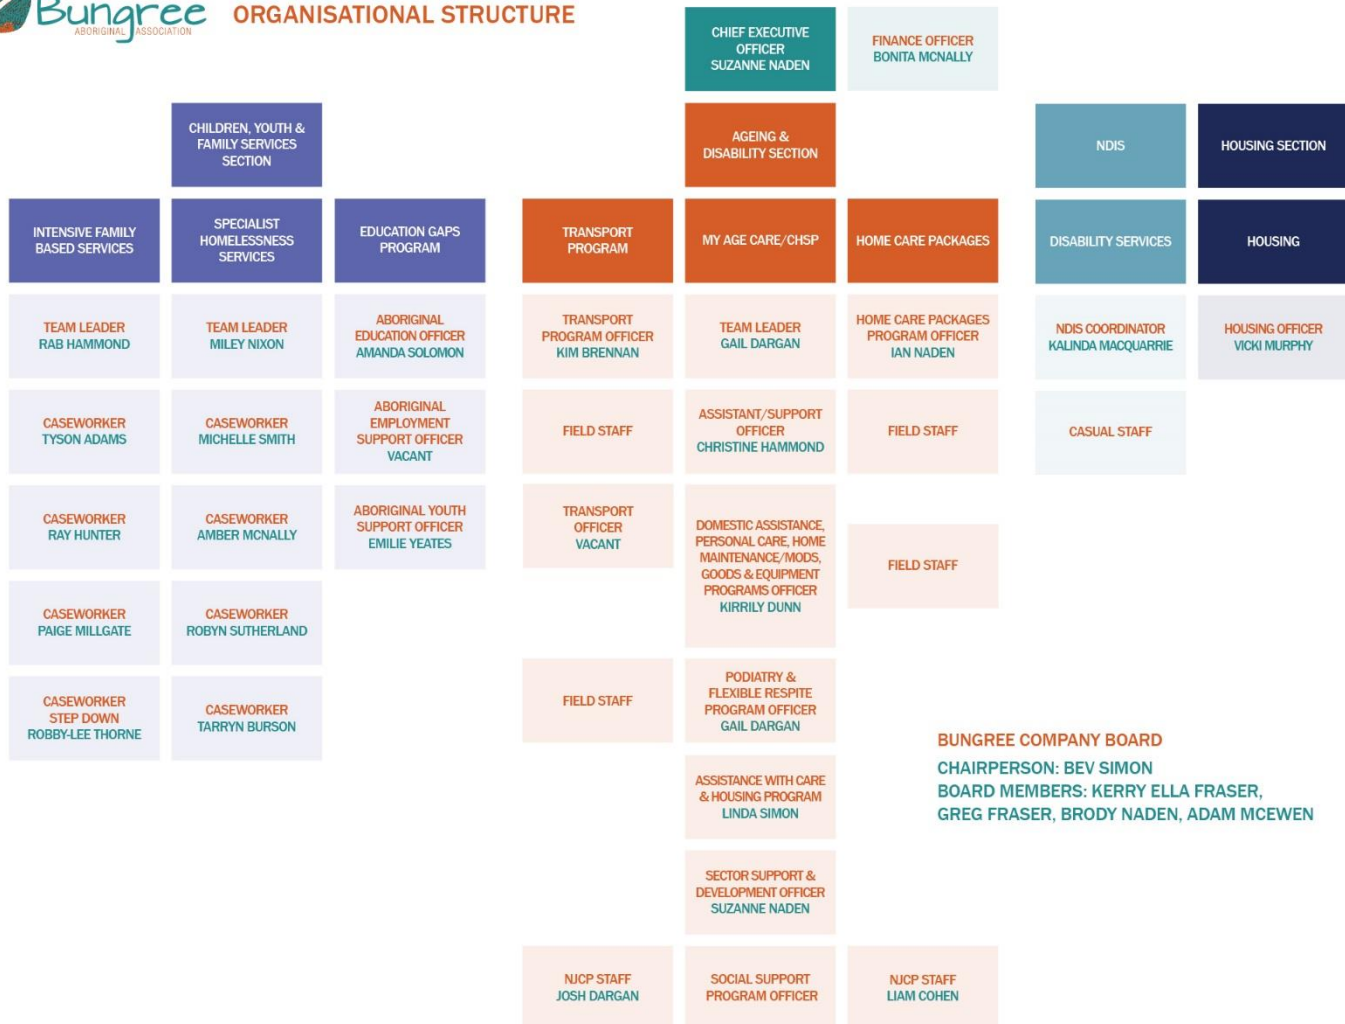 Bungree
ABORIGINAL ASSOCIATION
ORGANISATIONAL STRUCTURE
CHIEF EXECUTIVE
OFFICER
SUZANNE NADEN
FINANCE OFFICER
BONITA MCNALLY
CHILDREN, YOUTH &
FAMILY SERVICES
SECTION
AGEING &
DISABILITY SECTION
NDIS
HOUSING SECTION
INTENSIVE FAMILY
BASED SERVICES
SPECIALIST
HOMELESSNESS
SERVICES
EDUCATION GAPS
PROGRAM
TRANSPORT
PROGRAM
MY AGE CARE/CHSP
HOME CARE PACKAGES
DISABILITY SERVICES
HOUSING
TEAM LEADER
RAB HAMMOND
TEAM LEADER
MILEY NIXON
ABORIGINAL
EDUCATION OFFICER
AMANDA SOLOMON
TRANSPORT
PROGRAM OFFICER
KIM BRENNAN
TEAM LEADER
GAIL DARGAN
HOME CARE PACKAGES
PROGRAM OFFICER
IAN NADEN
NDIS COORDINATOR
KALINDA MACQUARRIE
HOUSING OFFICER
VICKI MURPHY
CASEWORKER
TYSON ADAMS
CASEWORKER
MICHELLE SMITH
ABORIGINAL
EMPLOYMENT
SUPPORT OFFICER
VACANT
FIELD STAFF
ASSISTANT/SUPPORT
OFFICER
CHRISTINE HAMMOND
FIELD STAFF
CASUAL STAFF
CASEWORKER
RAY HUNTER
CASEWORKER
AMBER MCNALLY
ABORIGINAL YOUTH
SUPPORT OFFICER
EMILIE YEATES
TRANSPORT
OFFICER
VACANT
DOMESTIC ASSISTANCE,
PERSONAL CARE, HOME
MAINTENANCE/MODS,
GOODS & EQUIPMENT
PROGRAMS OFFICER
KIRRILY DUNN
FIELD STAFF
CASEWORKER
PAIGE MILLGATE
CASEWORKER
ROBYN SUTHERLAND
CASEWORKER
STEP DOWN
ROBBY-LEE THORNE
CASEWORKER
TARRYN BURSON
FIELD STAFF
PODIATRY &
FLEXIBLE RESPITE
PROGRAM OFFICER
GAIL DARGAN
BUNGREE COMPANY BOARD
CHAIRPERSON: BEV SIMON
BOARD MEMBERS: KERRY ELLA FRASER,
GREG FRASER, BRODY NADEN, ADAM MCEWEN
ASSISTANCE WITH CARE
& HOUSING PROGRAM
LINDA SIMON
SECTOR SUPPORT &
DEVELOPMENT OFFICER
SUZANNE NADEN
NJCP STAFF
JOSH DARGAN
SOCIAL SUPPORT
PROGRAM OFFICER
NJCP STAFF
LIAM COHEN